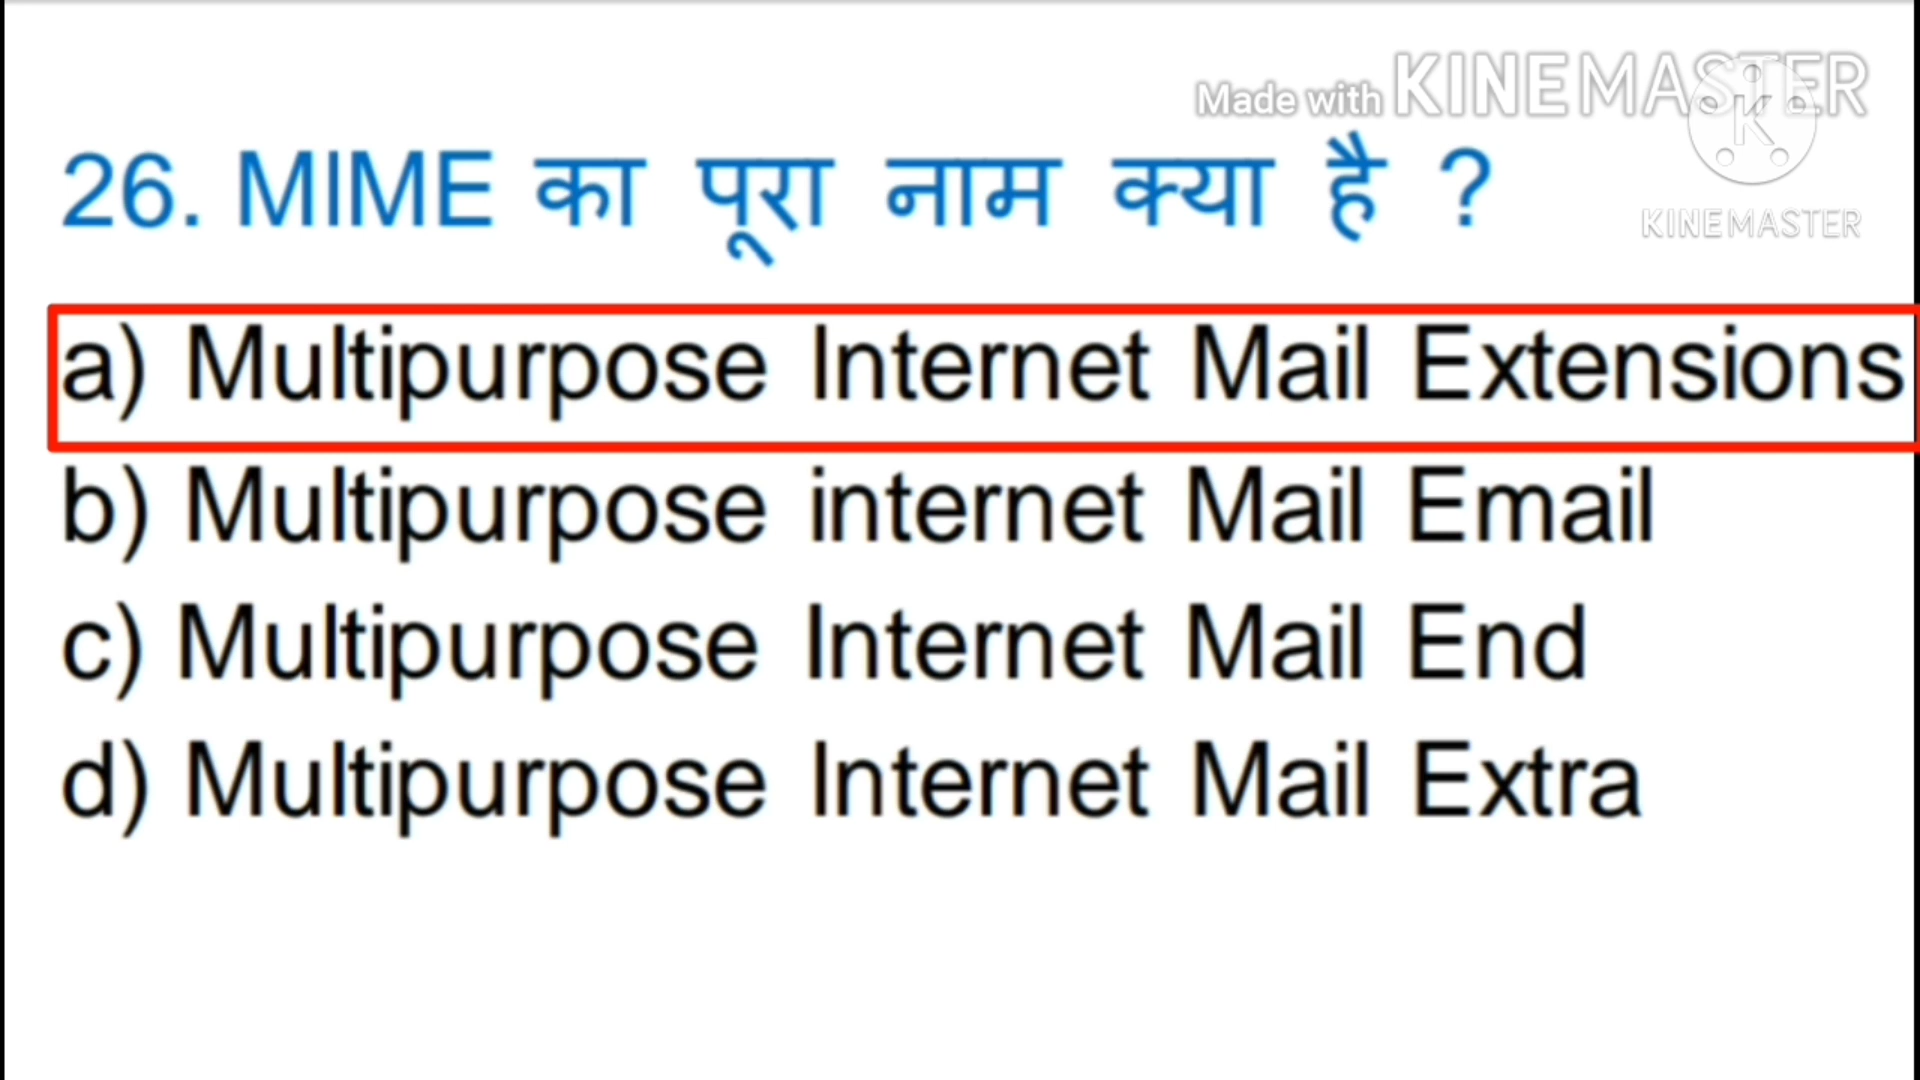 Made with KINEMASTER
K
KINEMASTER
26. MIME का पूरा नाम क्या है ?
a) Multipurpose Internet Mail Extensions
b) Multipurpose internet Mail Email
c) Multipurpose Internet Mail End
d) Multipurpose Internet Mail Extra